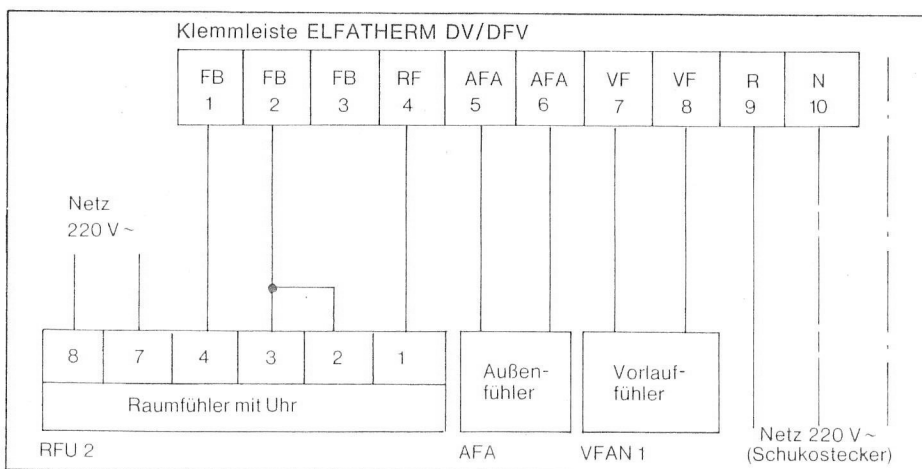 Klemmleiste ELFATHERM DV/DFV
FB FB FB RF AFA AFA VF VF R N
1 2 3 4 5 6 7 8 9 10
Netz
220 V~
8 7 4 3 2 1
Raumfühler mit Uhr
Außen-
fühler
Vorlauf-
fühler
RFU 2
AFA
VFAN 1
Netz 220 V~
(Schukostecker)